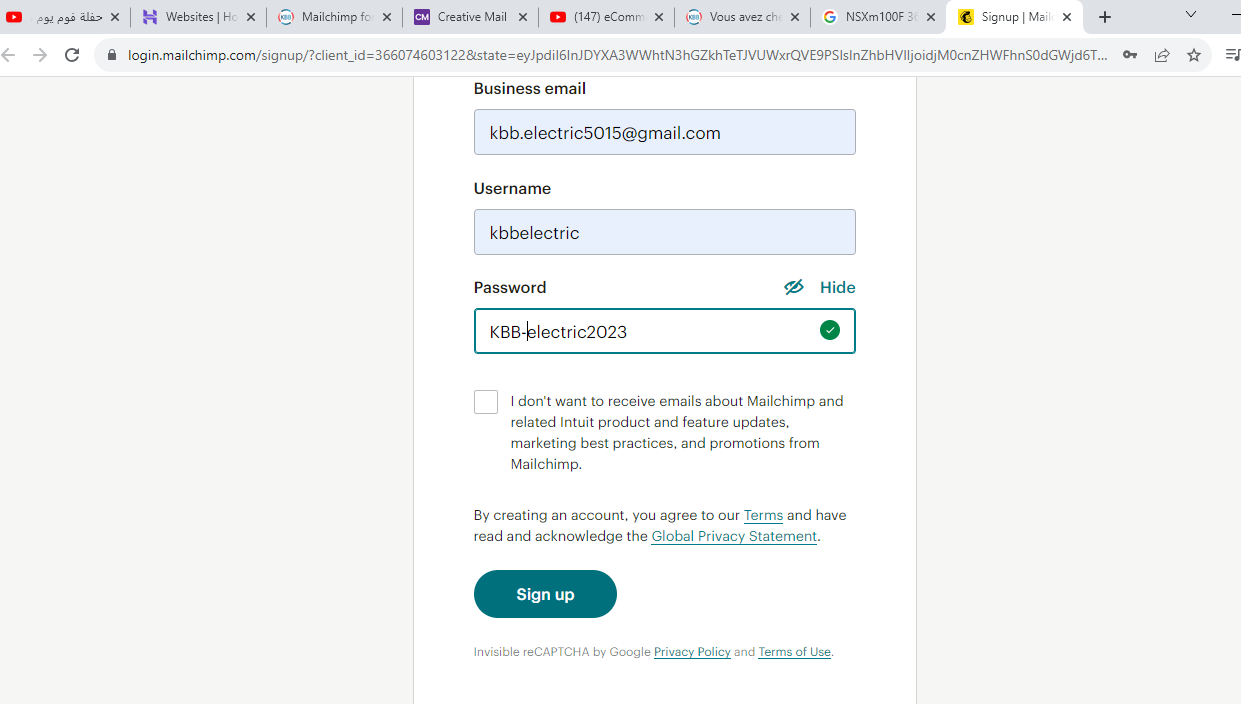 حفلة فوم يوم
Websites | Ho
Mailchimp fo
CM
Creative Mail
(147) eComm
Vous avez che
NSXm100F 36
Signup | Mail
login.mailchimp.com/signup/?client_id=366074603122&state=
Business email
kbb.electric5015@gmail.com
Username
kbbelectric
Password
Hide
KBB-electric2023
I don't want to receive emails about Mailchimp and
related Intuit product and feature updates,
marketing best practices, and promotions from
Mailchimp.
By creating an account, you agree to our Terms and have
read and acknowledge the Global Privacy Statement.
Sign up
Invisible reCAPTCHA by Google Privacy Policy and Terms of Use.